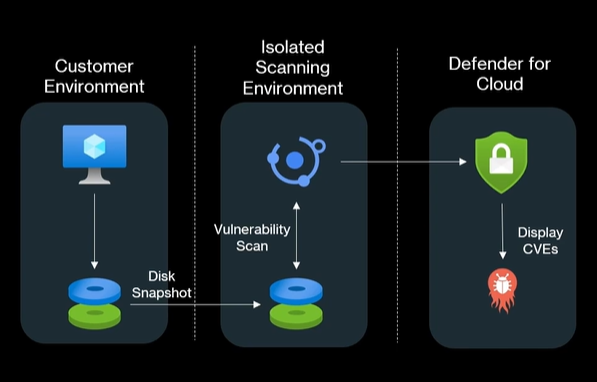 Customer
Environment
Isolated
Scanning
Environment
Defender for
Cloud
Vulnerability
Scan
Disk
Snapshot
Display
CVEs